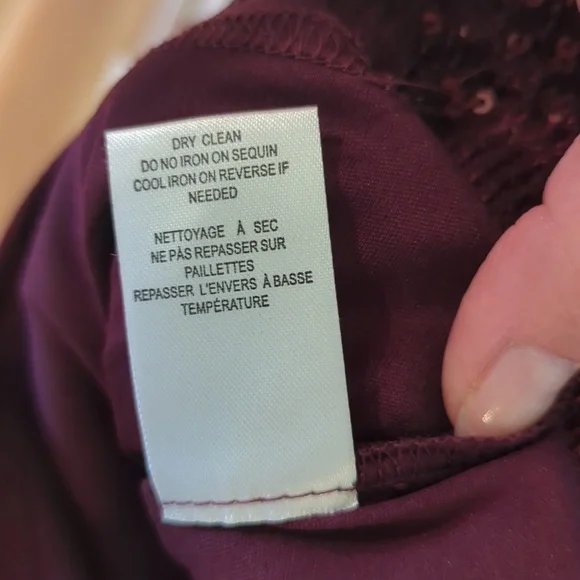 DRY CLEAN
DO NO IRON ON SEQUIN
COOL IRON ON REVERSE IF
NEEDED
NETTOYAGE À SEC
NE PÀS REPASSER SUR
PAILLETTES
REPASSER L'ENVERS À BASSE
TEMPÉRATURE